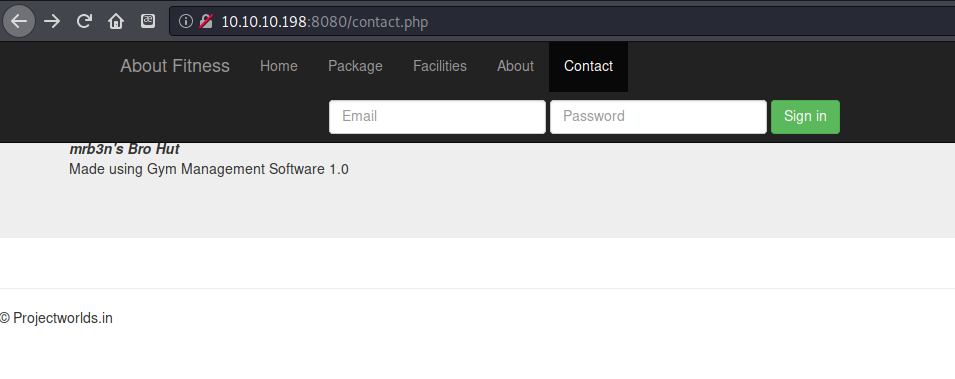 10.10.10.198:8080/contact.php
About Fitness Home Package Facilities About Contact
Email Password Sign in
mrb3n's Bro Hut
Made using Gym Management Software 1.0
© Projectworlds.in